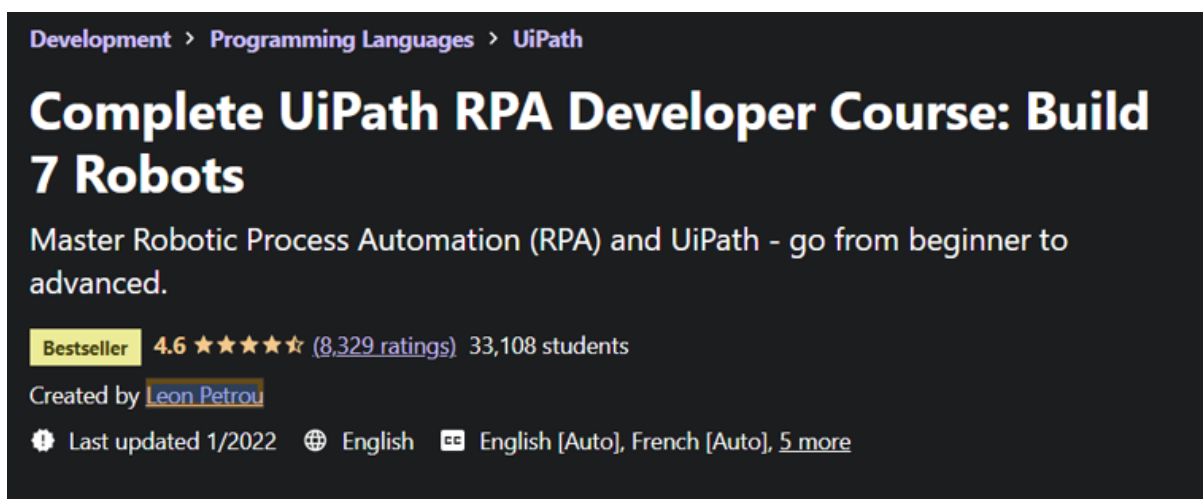 Development > Programming Languages > UiPath
Complete UiPath RPA Developer Course: Build
7 Robots
Master Robotic Process Automation (RPA) and UiPath - go from beginner to
advanced.
Bestseller 4.6 (8,329 ratings) 33,108 students
Created by Leon Petrou
Last updated 1/2022 English CC English [Auto], French [Auto], 5 more